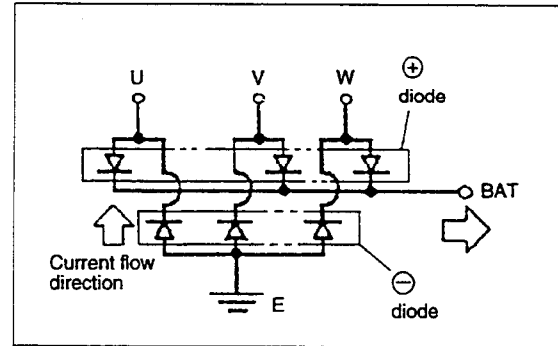 U V W
⊕
diode
BAT
Current flow
direction
E
⊖
diode